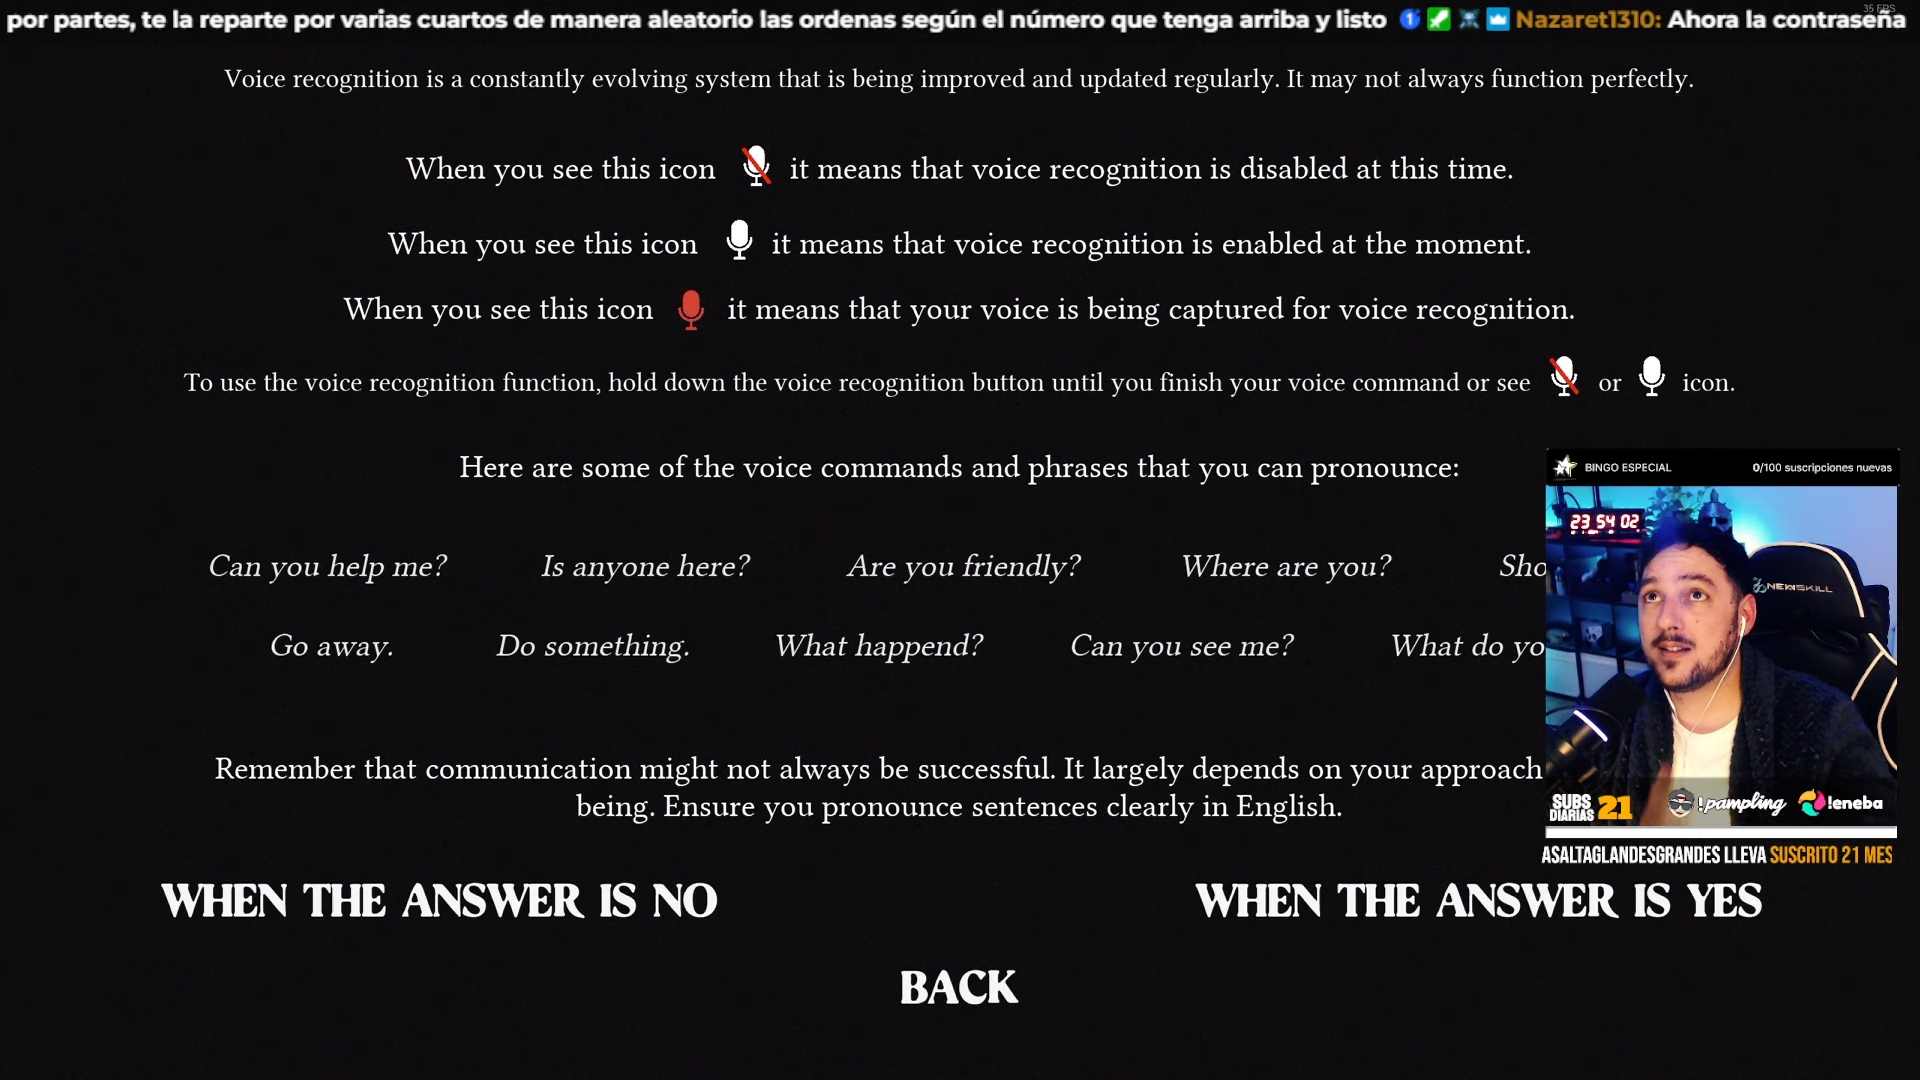 35 FPS
por partes, te la reparte por varias cuartos de manera aleatorio las ordenas según el número que tenga arriba y listo 1 Nazaret1310: Ahora la contraseña
Voice recognition is a constantly evolving system that is being improved and updated regularly. It may not always function perfectly.
When you see this icon it means that voice recognition is disabled at this time.
When you see this icon it means that voice recognition is enabled at the moment.
When you see this icon it means that your voice is being captured for voice recognition.
To use the voice recognition function, hold down the voice recognition button until you finish your voice command or see or icon.
Here are some of the voice commands and phrases that you can pronounce:
BINGO ESPECIAL 0/100 suscripciones nuevas
23 54 02
Can you help me? Is anyone here? Are you friendly? Where are you? Sho
NEWSKILL
Go away. Do something. What happend? Can you see me? What do yo
Remember that communication might not always be successful. It largely depends on your approach
being. Ensure you pronounce sentences clearly in English.
SUBS DIARIAS 21 !pampling !eneba
ASALTAGLANDESGRANDES LLEVA SUSCRITO 21 MES
WHEN THE ANSWER IS NO
WHEN THE ANSWER IS YES
BACK